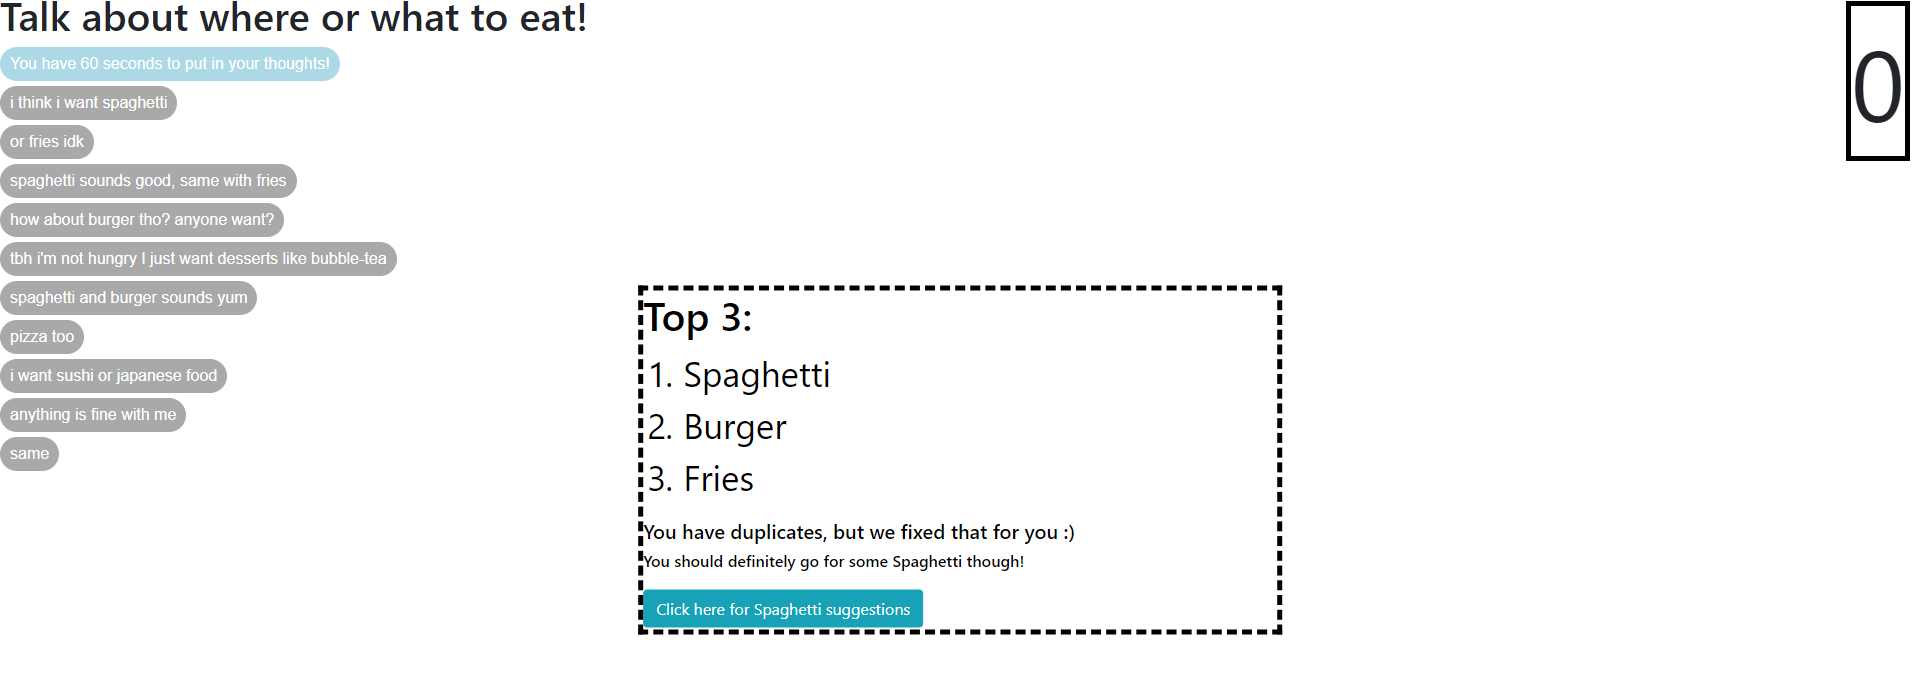 Talk about where or what to eat!
0
You have 60 seconds to put in your thoughts!
i think i want spaghetti
or fries idk
spaghetti sounds good, same with fries
how about burger tho? anyone want?
tbh i'm not hungry I just want desserts like bubble-tea
spaghetti and burger sounds yum
pizza too
i want sushi or japanese food
anything is fine with me
same
Top 3:
1. Spaghetti
2. Burger
3. Fries
You have duplicates, but we fixed that for you :)
You should definitely go for some Spaghetti though!
Click here for Spaghetti suggestions